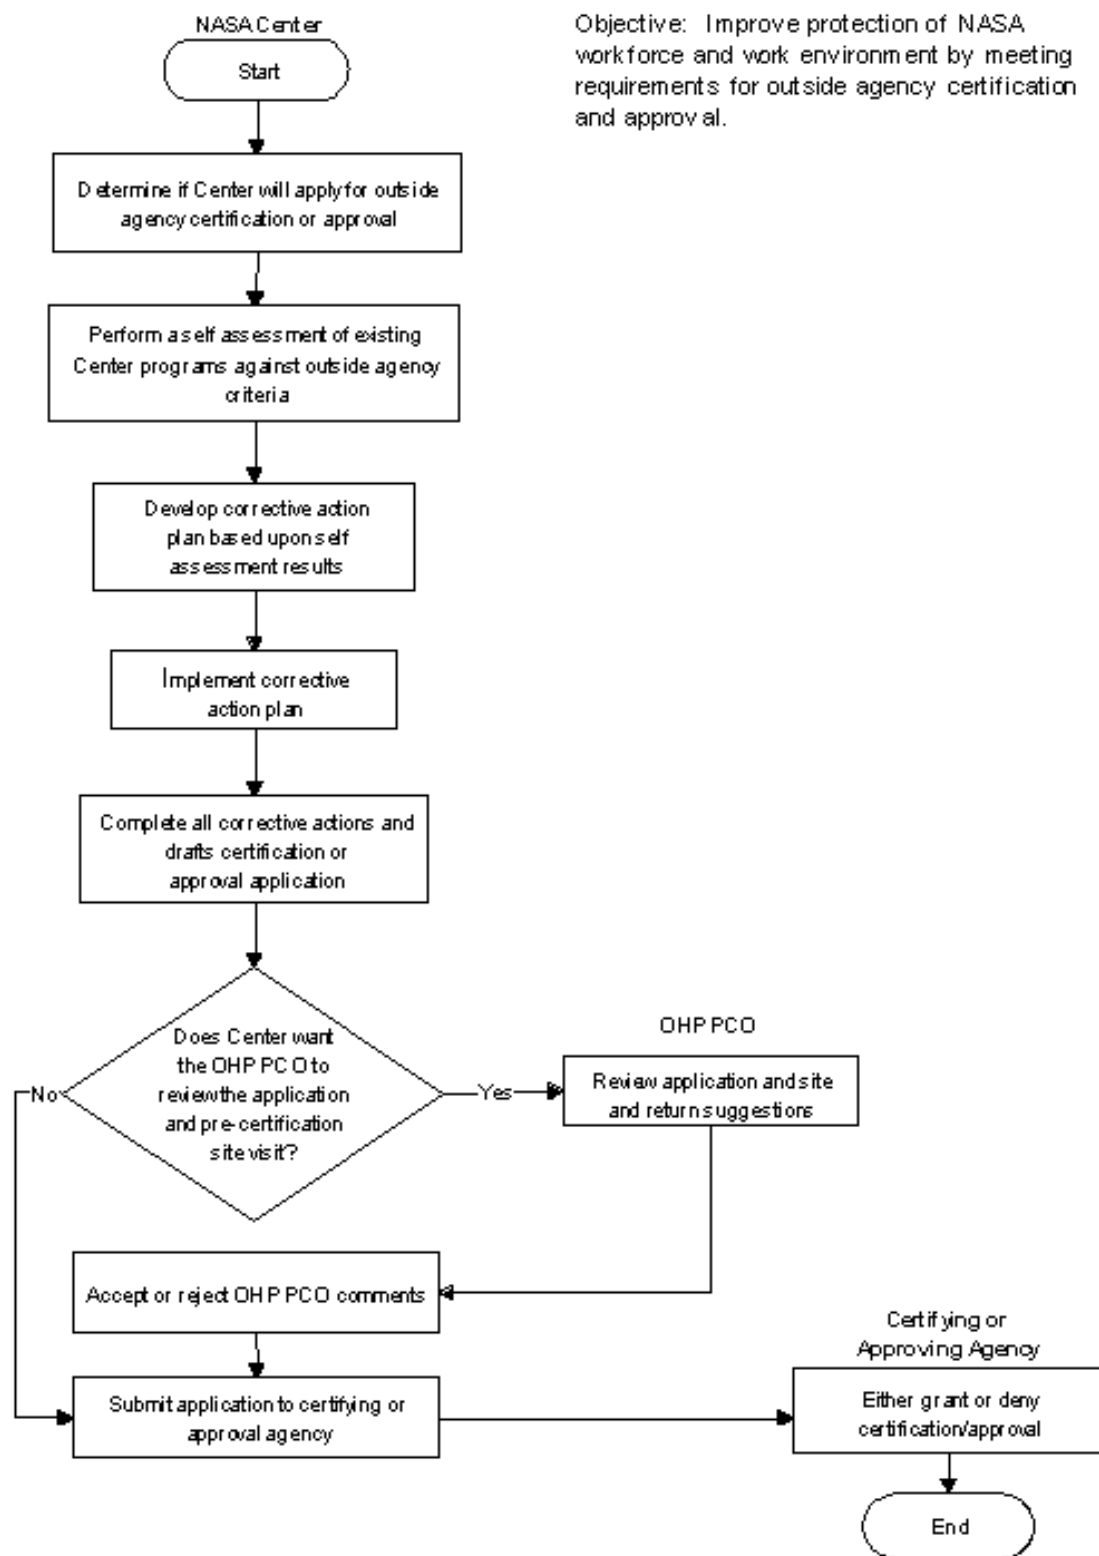 NASA Center
Start
Objective: Improve protection of NASA
workforce and work environment by meeting
requirements for outside agency certification
and approval.
Determine if Center will apply for outside
agency certification or approval
Perform a self assessment of existing
Center programs against outside agency
criteria
Develop corrective action
plan based upon self
assessment results
Implement corrective
action plan
Complete all corrective actions and
drafts certification or
approval application
Does Center want
the OHP PCO to
review the application
and pre-certification
site visit?
No
Yes
OHP PCO
Review application and site
and return suggestions
Accept or reject OHP PCO comments
Submit application to certifying or
approval agency
Certifying or
Approving Agency
Either grant or deny
certification/approval
End